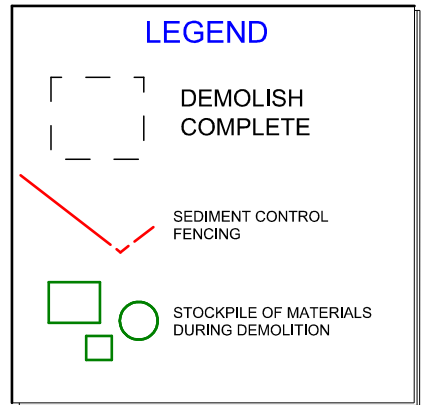 LEGEND
DEMOLISH
COMPLETE
SEDIMENT CONTROL
FENCING
STOCKPILE OF MATERIALS
DURING DEMOLITION